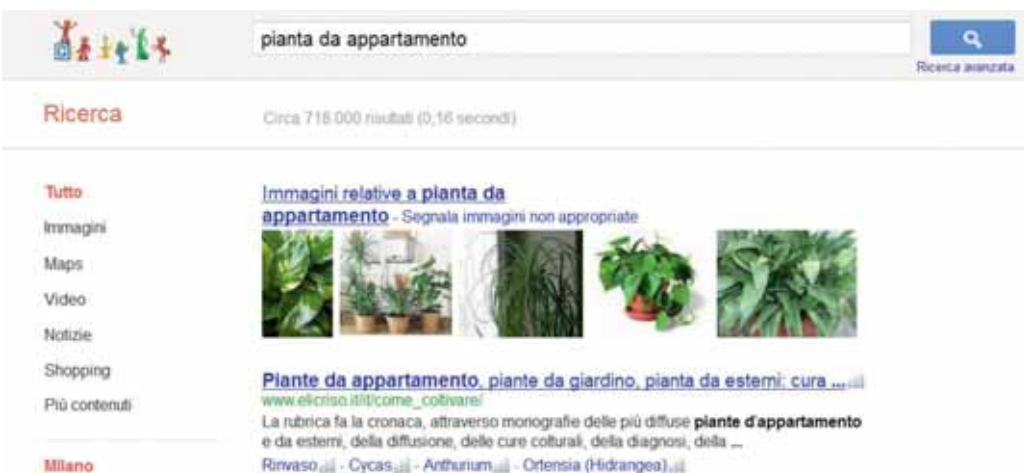 pianta da appartamento
Ricerca avanzata
Ricerca
Circa 718.000 risultati (0,16 secondi)
Tutto
Immagini
Maps
Video
Notizie
Shopping
Più contenuti
Milano
Immagini relative a pianta da
appartamento - Segnala immagini non appropriate
Piante da appartamento, piante da giardino, pianta da esterni: cura ...
www.elicriso.it/it/come_coltivare/
La rubrica fa la cronaca, attraverso monografie delle più diffuse piante d'appartamento
e da esterni, della diffusione, delle cure colturali, della diagnosi, della ...
Rinvaso - Cycas - Anthurium - Ortensia (Hidrangea)